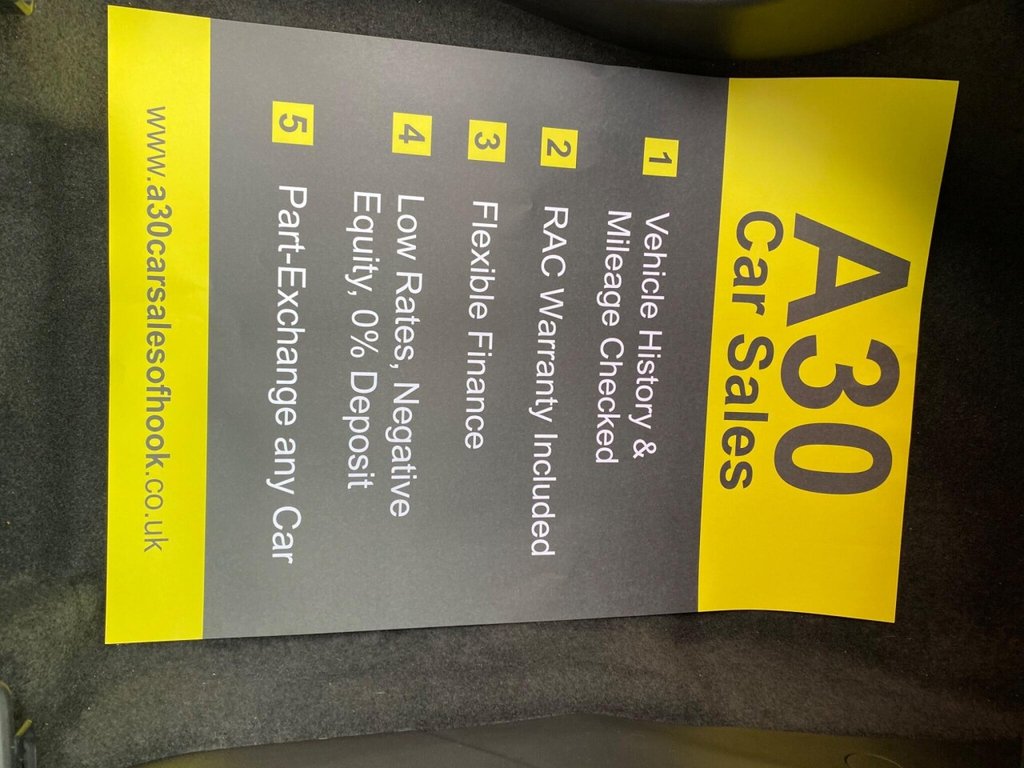 A30
Car Sales
1 Vehicle History &
Mileage Checked
2 RAC Warranty Included
3 Flexible Finance
4 Low Rates, Negative
Equity, 0% Deposit
5 Part-Exchange any Car
www.a30carsalesofhook.co.uk